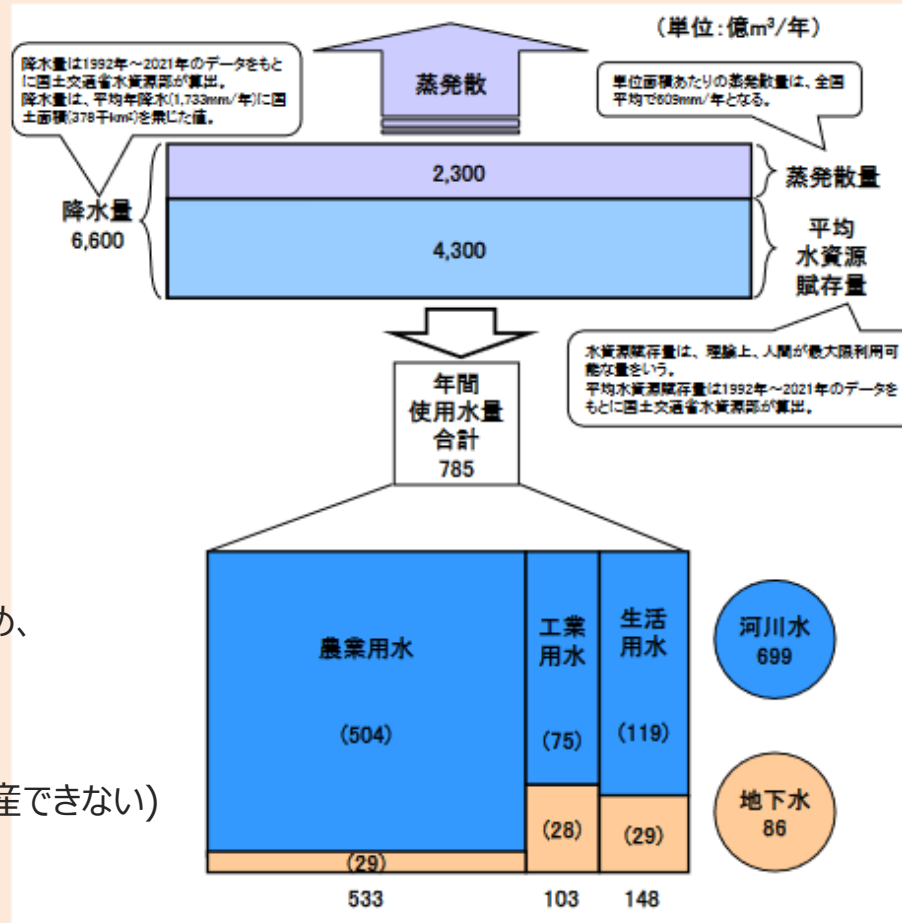 (単位:億m³/年)
降水量は1992年～2021年のデータをもと
に国土交通省水資源部が算出。
降水量は、平均年降水(1,733mm/年)に国
土面積(378千km²)を乗じた値。
蒸発散
単位面積あたりの蒸発散量は、全国
平均で609mm/年となる。
降水量
6,600
2,300
蒸発散量
4,300
平均
水資源
賦存量
水資源賦存量は、理論上、人間が最大限利用可
能な量をいう。
平均水資源賦存量は1992年～2021年のデータを
もとに国土交通省水資源部が算出。
年間
使用水量
合計
785
め、
産できない)
農業用水
(504)
(29)
533
工業
用水
(75)
(28)
103
生活
用水
(119)
(29)
148
河川水
699
地下水
86